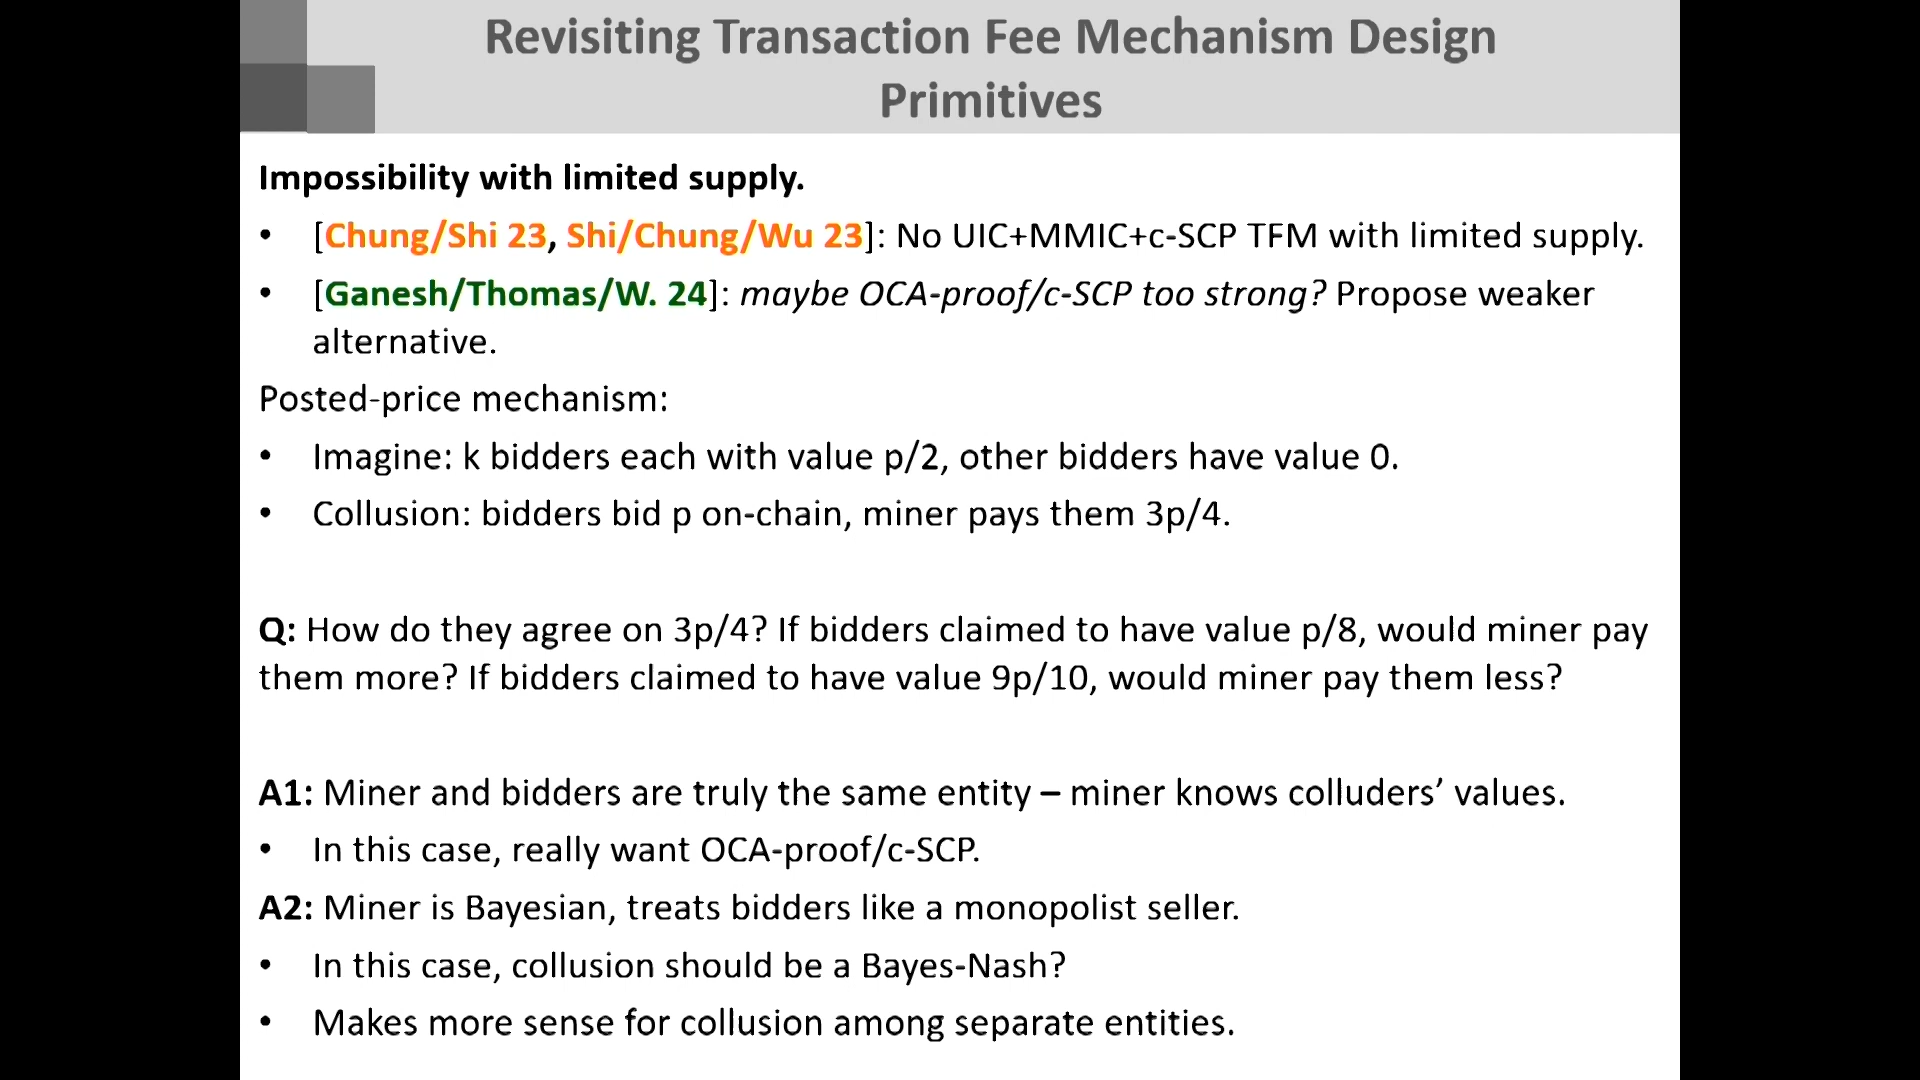 Revisiting Transaction Fee Mechanism Design
Primitives
Impossibility with limited supply.
• [Chung/Shi 23, Shi/Chung/Wu 23]: No UIC+MMIC+c-SCP TFM with limited supply.
• [Ganesh/Thomas/W. 24]: maybe OCA-proof/c-SCP too strong? Propose weaker
alternative.
Posted-price mechanism:
• Imagine: k bidders each with value p/2, other bidders have value 0.
• Collusion: bidders bid p on-chain, miner pays them 3p/4.
Q: How do they agree on 3p/4? If bidders claimed to have value p/8, would miner pay
them more? If bidders claimed to have value 9p/10, would miner pay them less?
A1: Miner and bidders are truly the same entity – miner knows colluders’ values.
• In this case, really want OCA-proof/c-SCP.
A2: Miner is Bayesian, treats bidders like a monopolist seller.
• In this case, collusion should be a Bayes-Nash?
• Makes more sense for collusion among separate entities.